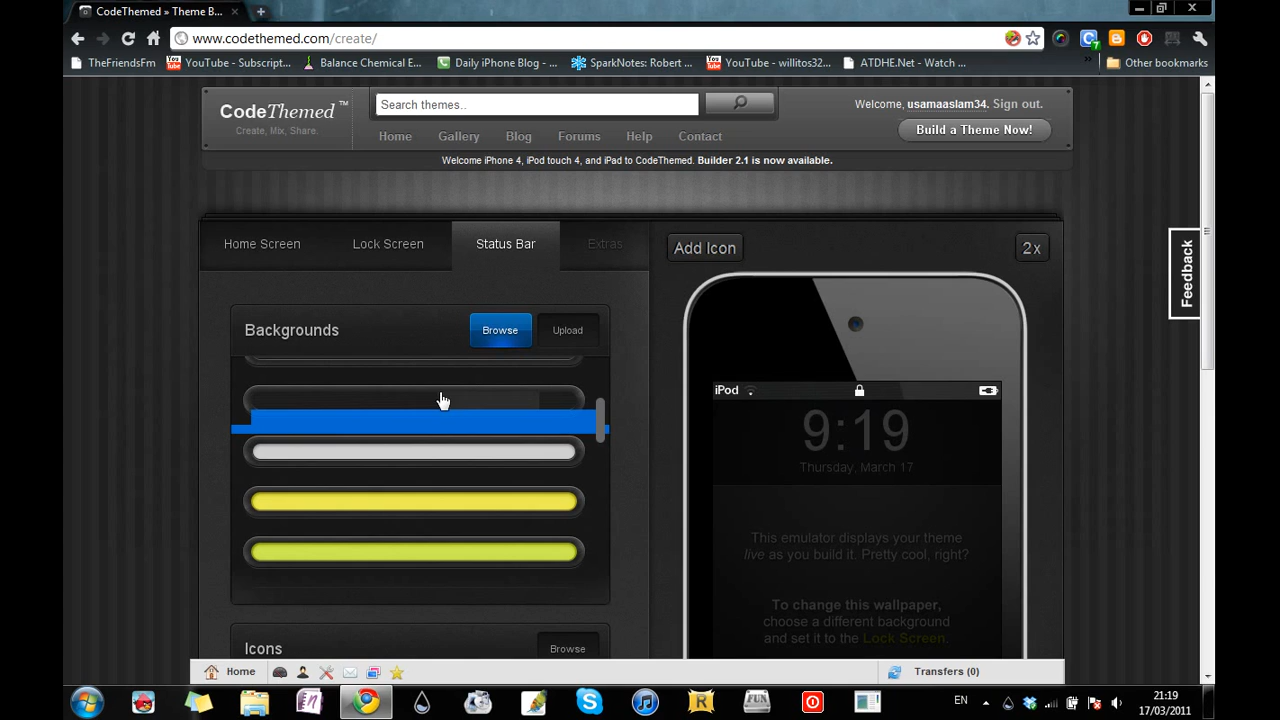 CodeThemed » Theme B...
www.codethemed.com/create/
TheFriendsFm
YouTube - Subscript...
Balance Chemical E...
Daily iPhone Blog - ...
SparkNotes: Robert ...
YouTube - willitos32...
ATDHE.Net - Watch ...
Other bookmarks
CodeThemed ™
Create, Mix, Share.
Search themes..
Welcome, usamaaslam34. Sign out.
Build a Theme Now!
Home
Gallery
Blog
Forums
Help
Contact
Welcome iPhone 4, iPod touch 4, and iPad to CodeThemed. Builder 2.1 is now available.
Home Screen
Lock Screen
Status Bar
Extras
Add Icon
2x
Feedback
Backgrounds
Browse
Upload
iPod
9:19
Thursday, March 17
This emulator displays your theme
live as you build it. Pretty cool, right?
To change this wallpaper,
choose a different background
and set it to the Lock Screen.
Icons
Browse
Home
Transfers (0)
EN
21:19
17/03/2011